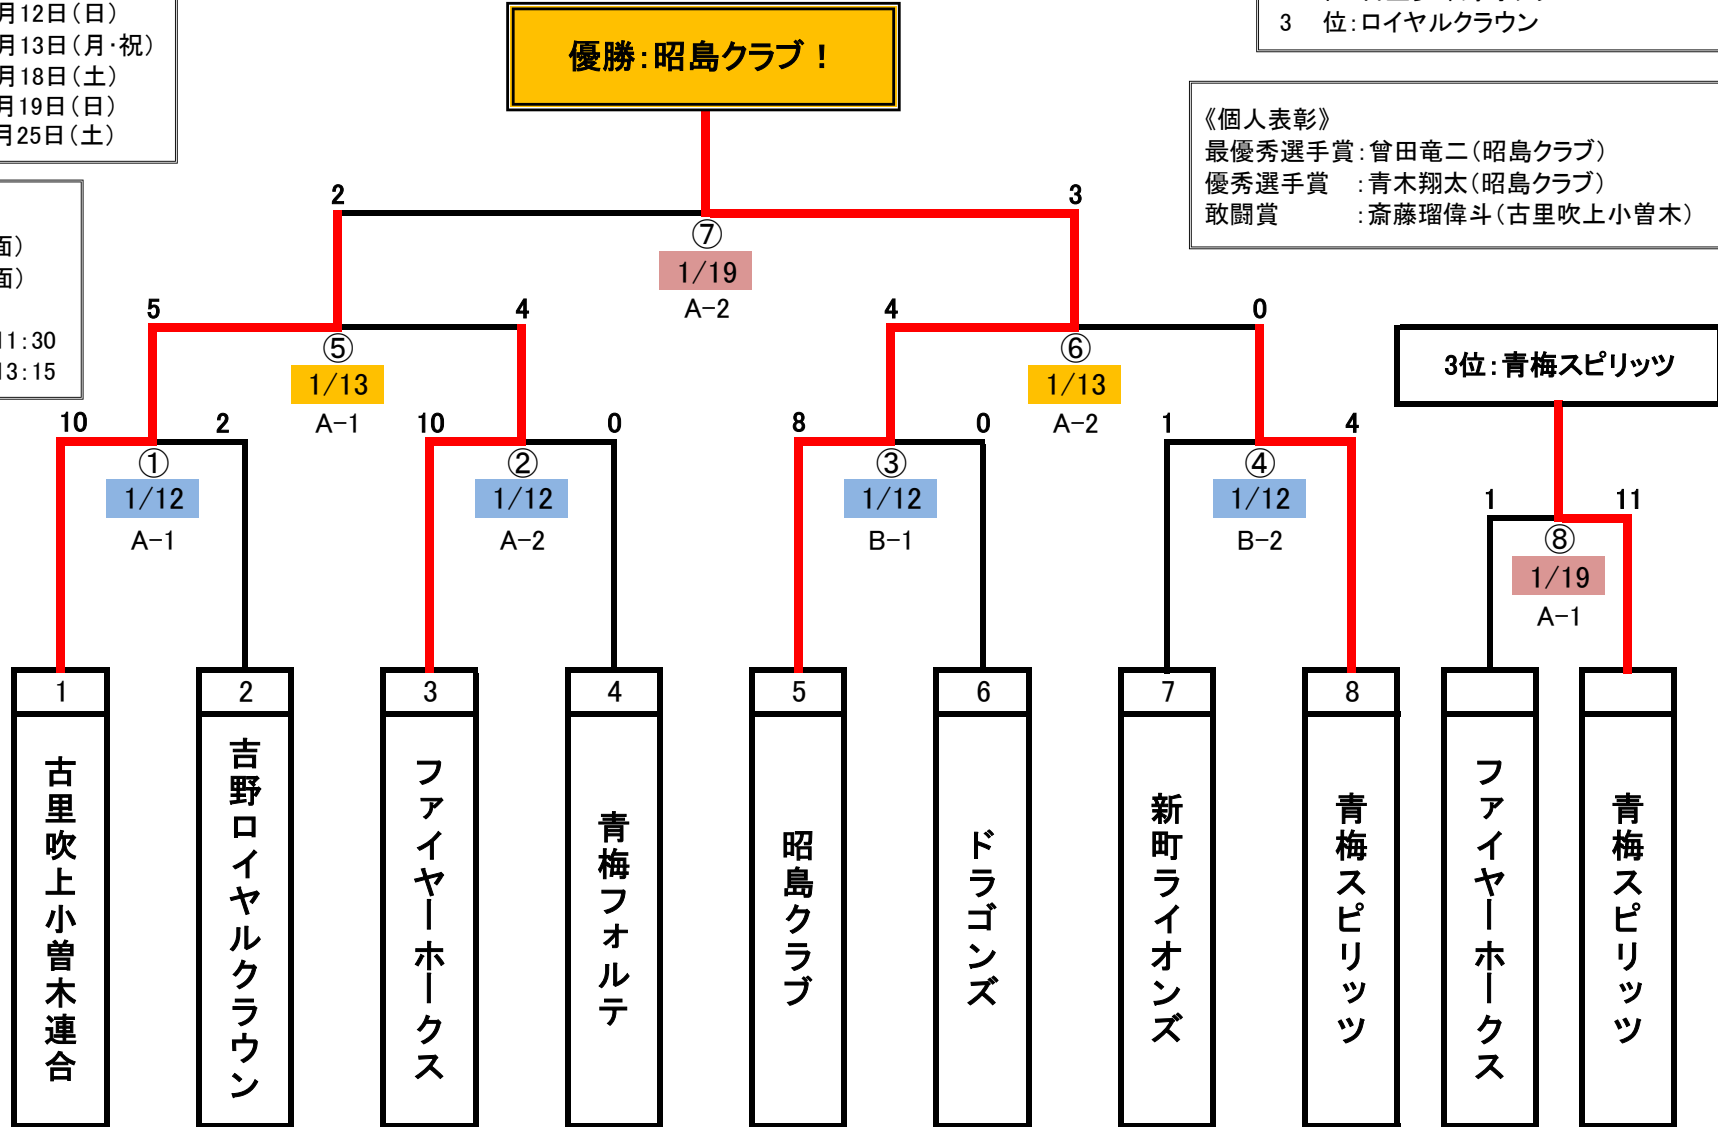 月12日（日）
月13日（月・祝）
月18日（土）
月19日（日）
月25日（土）
面）
面）
11：30
13：15
優勝：昭島クラブ！
3　位：ロイヤルクラウン
《個人表彰》
最優秀選手賞：曾田竜二（昭島クラブ）
優秀選手賞　：青木翔太（昭島クラブ）
敢闘賞　　　：斎藤瑠偉斗（古里吹上小曽木）
2
3
⑦
1/19
A-2
5
4
4
0
⑤
1/13
A-1
⑥
1/13
A-2
3位：青梅スピリッツ
10
2
10
0
8
0
1
4
①
1/12
A-1
②
1/12
A-2
③
1/12
B-1
④
1/12
B-2
1
11
⑧
1/19
A-1
1
2
3
4
5
6
7
8
古里吹上小曽木連合
吉野ロイヤルクラウン
ファイヤーホークス
青梅フォルテ
昭島クラブ
ドラゴンズ
新町ライオンズ
青梅スピリッツ
ファイヤーホークス
青梅スピリッツ